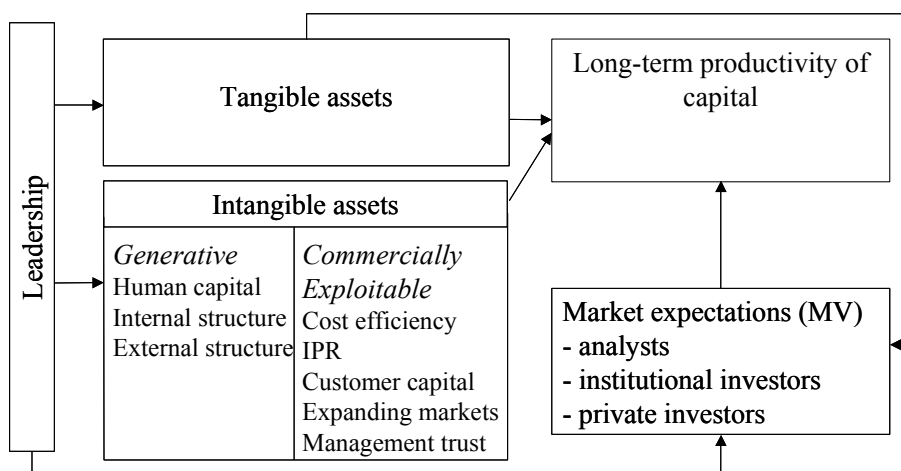 Leadership
Tangible assets
Intangible assets
Generative
Human capital
Internal structure
External structure
Commercially
Exploitable
Cost efficiency
IPR
Customer capital
Expanding markets
Management trust
Long-term productivity of
capital
Market expectations (MV)
- analysts
- institutional investors
- private investors